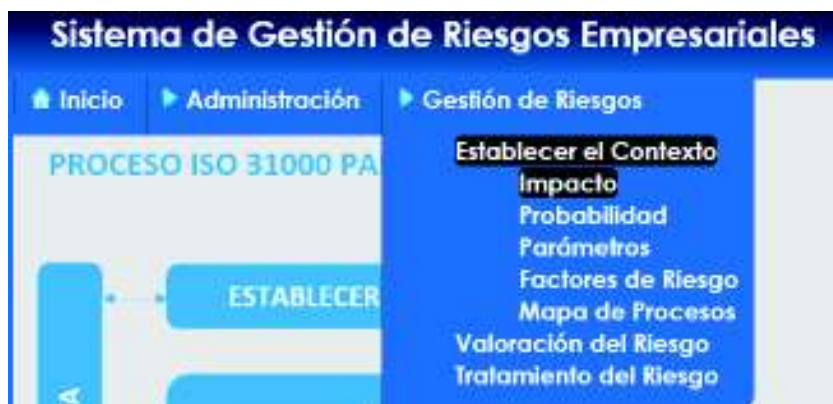 Sistema de Gestión de Riesgos Empresariales
Inicio Administración Gestión de Riesgos
PROCESO ISO 31000
Establecer el Contexto
Impacto
Probabilidad
Parámetros
Factores de Riesgo
ESTABLECER
Mapa de Procesos
Valoración del Riesgo
Tratamiento del Riesgo